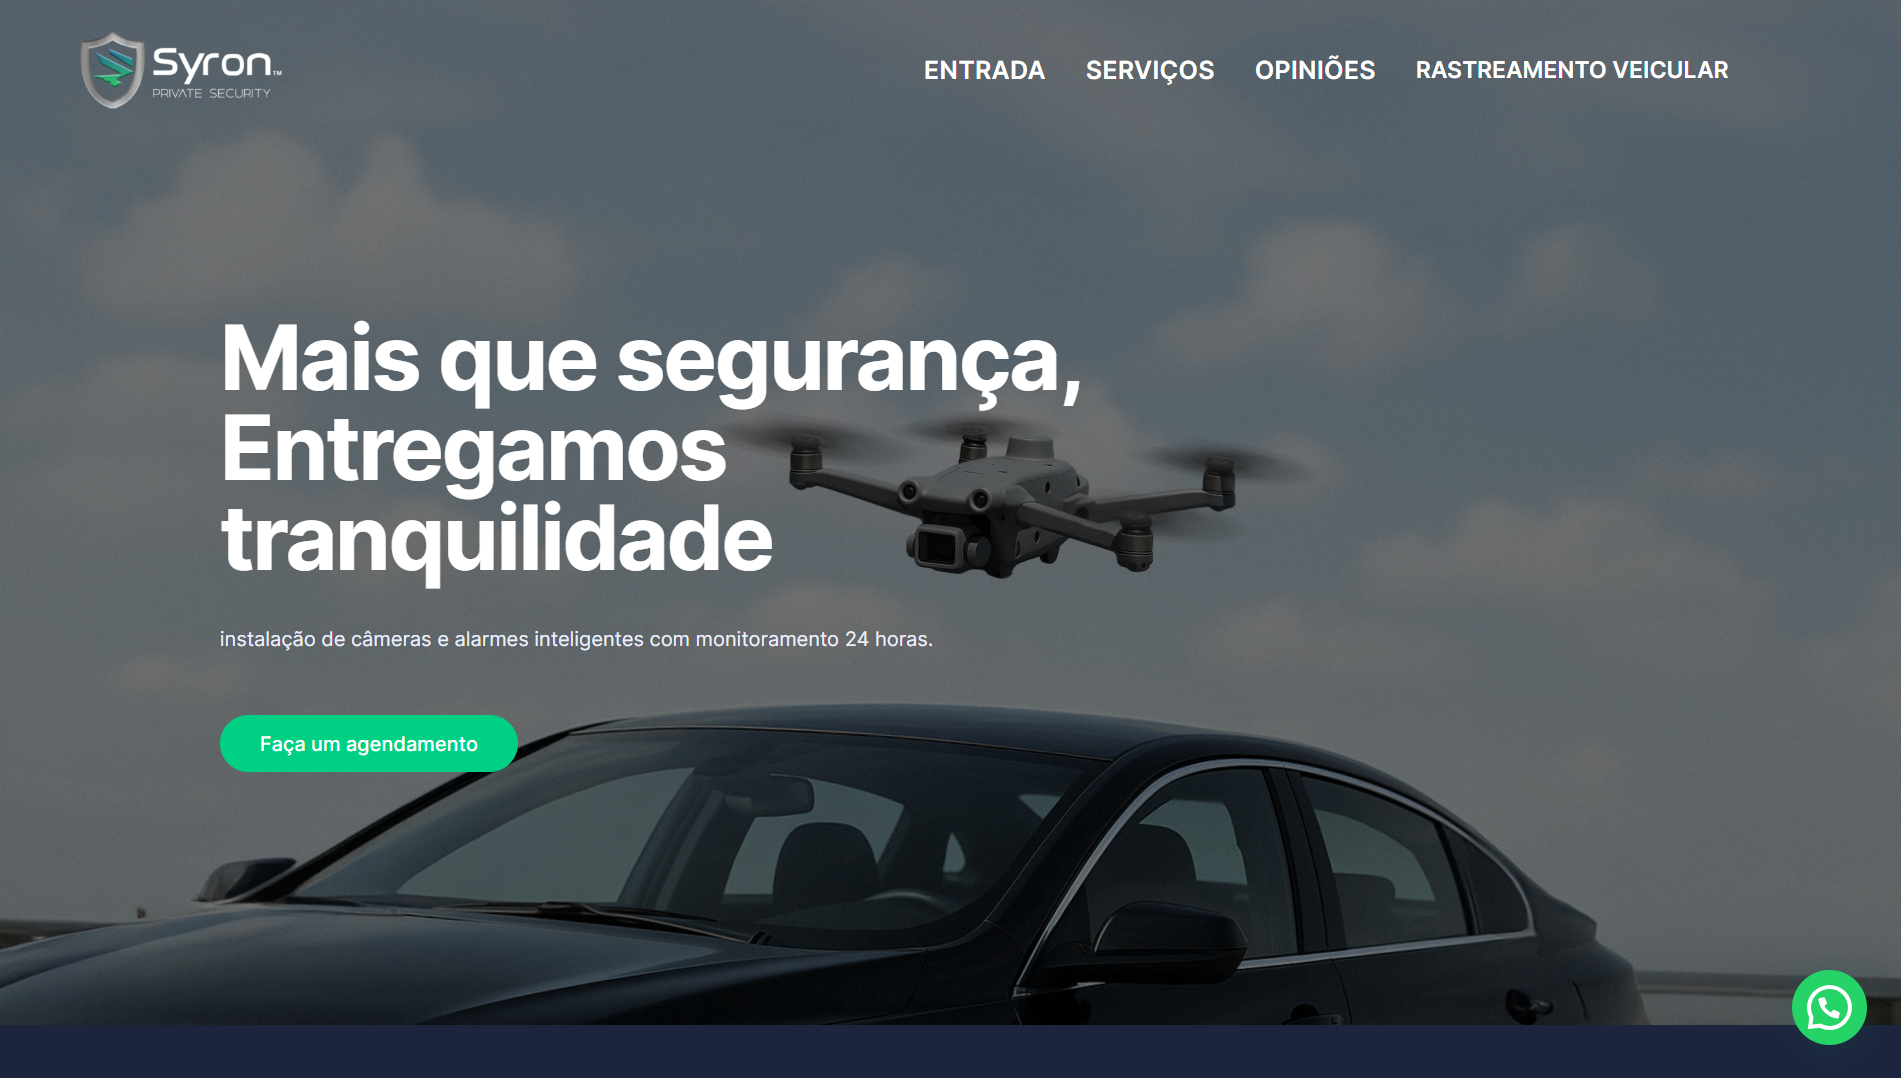 Syron™
PRIVATE SECURITY
ENTRADA SERVIÇOS OPINIÕES RASTREAMENTO VEICULAR
Mais que segurança,
Entregamos
tranquilidade
instalação de câmeras e alarmes inteligentes com monitoramento 24 horas.
Faça um agendamento